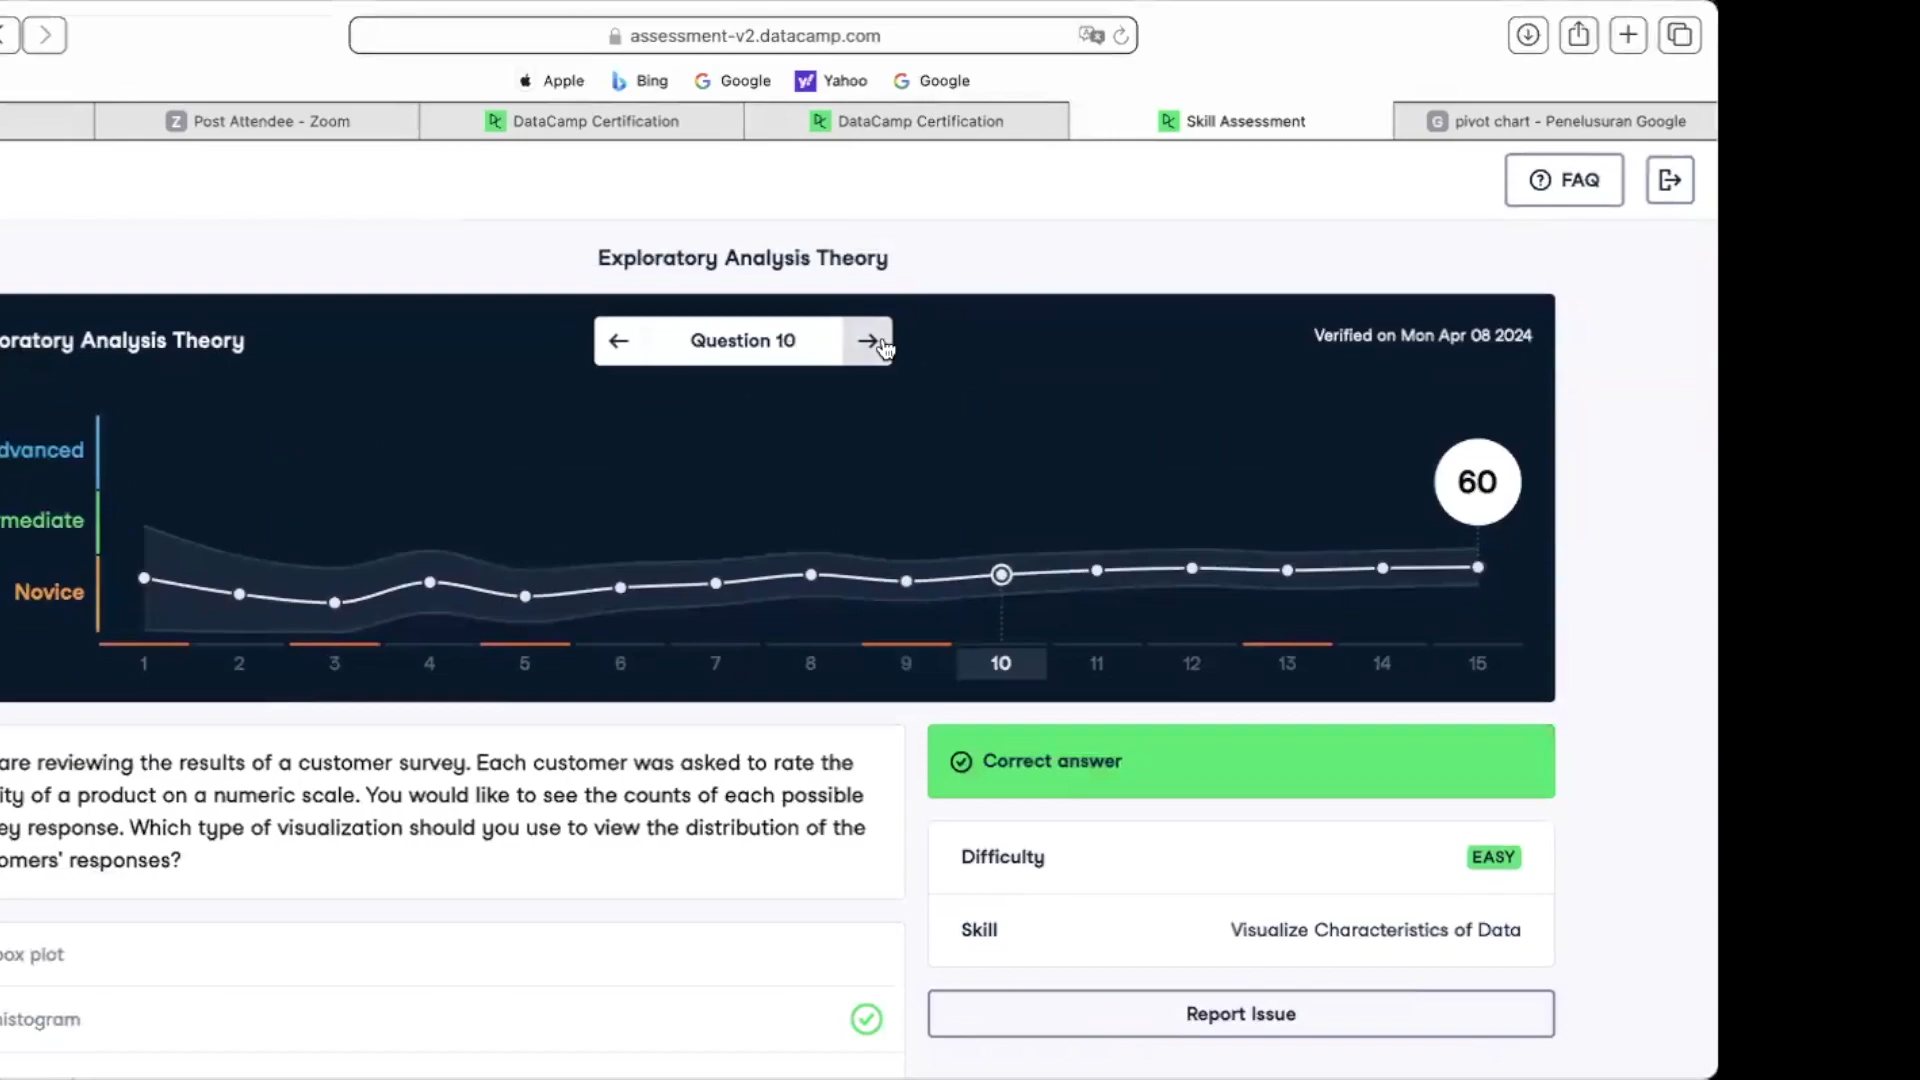 assessment-v2.datacamp.com
Apple Bing Google Yahoo Google
Post Attendee - Zoom DataCamp Certification DataCamp Certification Skill Assessment pivot chart - Penelusuran Google
FAQ
Exploratory Analysis Theory
oratory Analysis Theory
Question 10
Verified on Mon Apr 08 2024
dvanced
60
mediate
Novice
1 2 3 4 5 6 7 8 9 10 11 12 13 14 15
are reviewing the results of a customer survey. Each customer was asked to rate the
ity of a product on a numeric scale. You would like to see the counts of each possible
ey response. Which type of visualization should you use to view the distribution of the
omers' responses?
Correct answer
Difficulty EASY
Skill Visualize Characteristics of Data
box plot
histogram
Report Issue